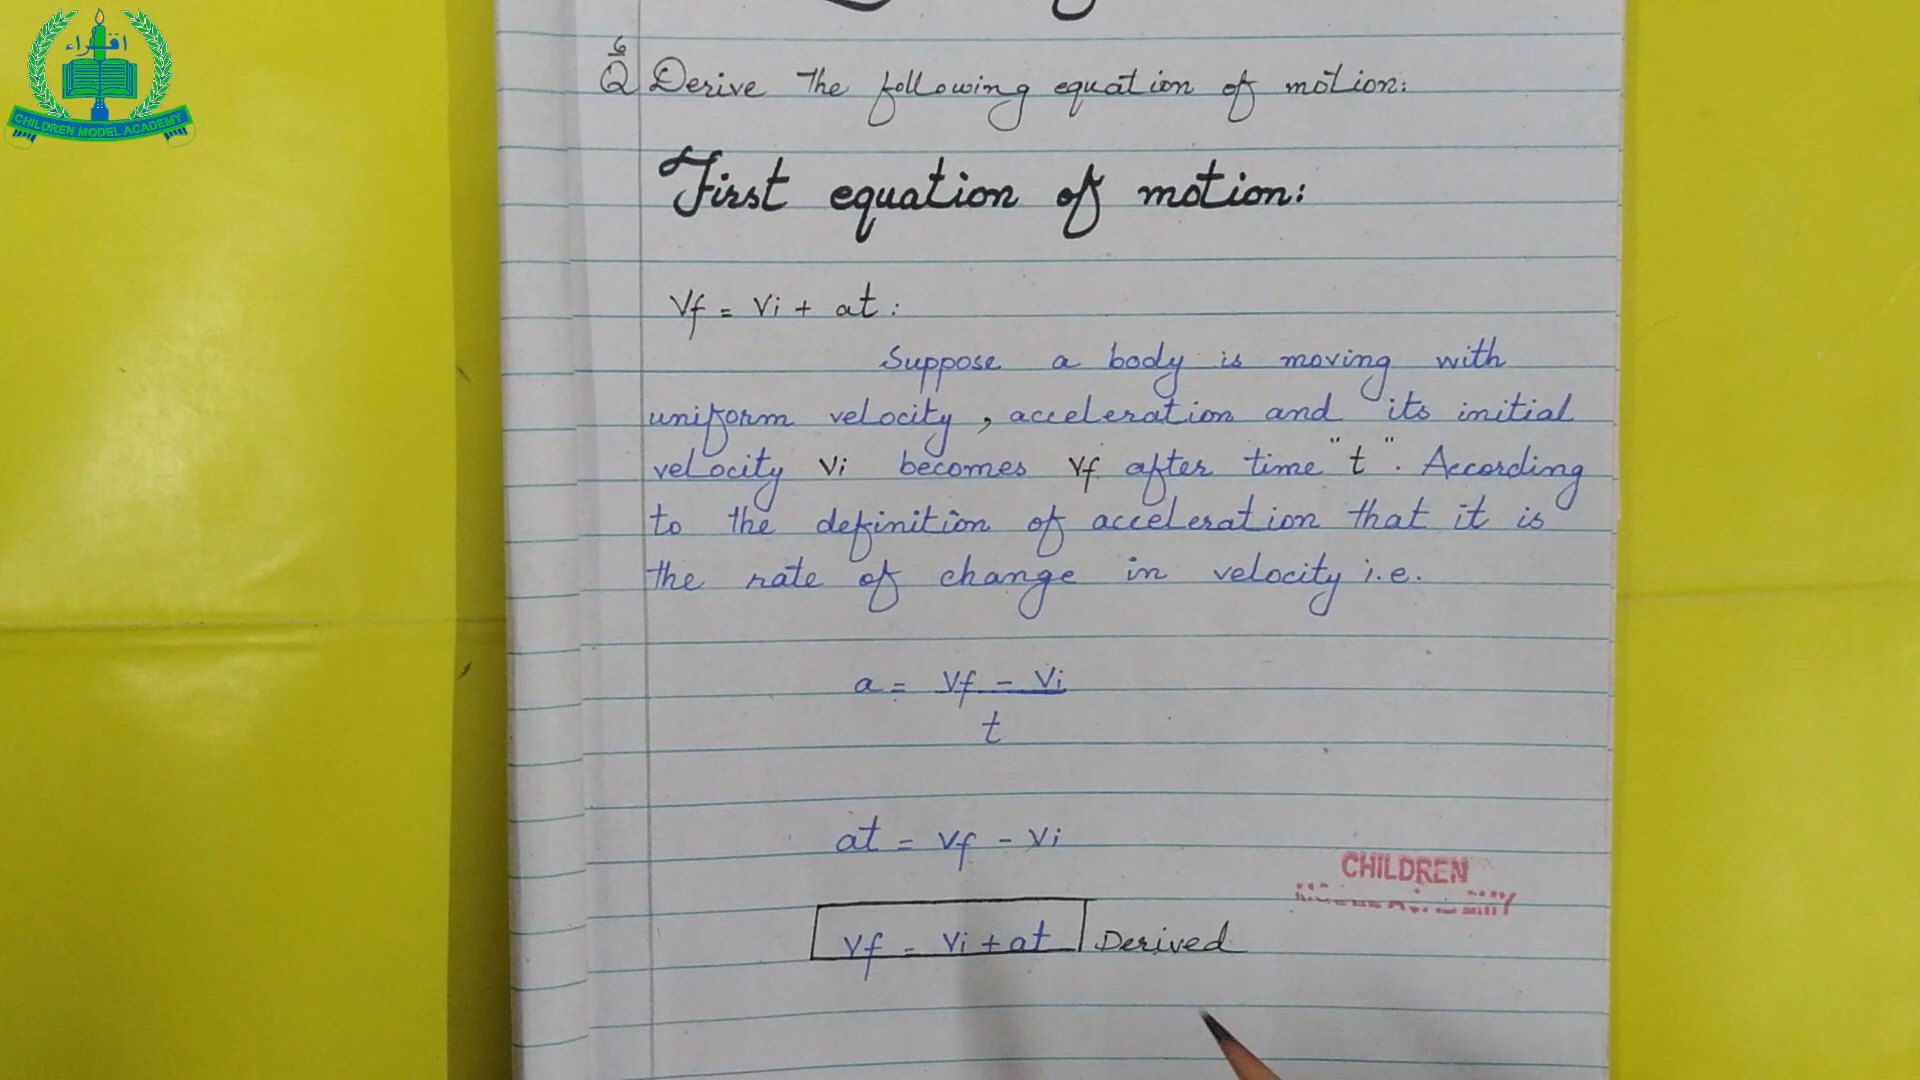 اقراء
CHILDREN MODEL ACADEMY
6
Q Derive The following equation of motion:
First equation of motion:
Vf = Vi + at:
Suppose a body is moving with
uniform velocity, acceleration and its initial
velocity Vi becomes Vf after time "t". According
to the definition of acceleration that it is
the rate of change in velocity i.e.
a = Vf - Vi
t
at = Vf - Vi
Vf = Vi + at Derived
CHILDREN